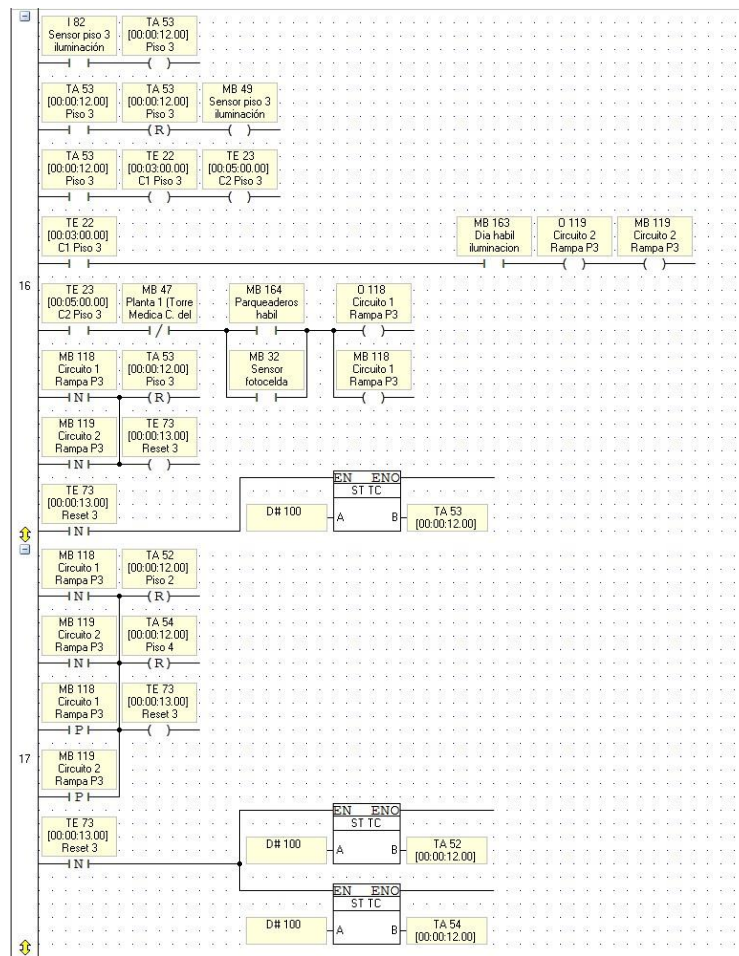 I 82
Sensor piso 3
iluminación
TA 53
[00:00:12.00]
Piso 3
TA 53
[00:00:12.00]
Piso 3
TA 53
[00:00:12.00]
Piso 3
(R)
MB 49
Sensor piso 3
iluminación
TA 53
[00:00:12.00]
Piso 3
TE 22
[00:03:00.00]
C1 Piso 3
TE 23
[00:05:00.00]
C2 Piso 3
TE 22
[00:03:00.00]
C1 Piso 3
MB 163
Dia habil
iluminacion
O 119
Circuito 2
Rampa P3
MB 119
Circuito 2
Rampa P3
16
TE 23
[00:05:00.00]
C2 Piso 3
MB 47
Planta 1 (Torre
Medica C. del
MB 164
Parqueaderos
habil
O 118
Circuito 1
Rampa P3
MB 32
Sensor
fotocelda
MB 118
Circuito 1
Rampa P3
MB 118
Circuito 1
Rampa P3
N
TA 53
[00:00:12.00]
Piso 3
(R)
MB 119
Circuito 2
Rampa P3
N
TE 73
[00:00:13.00]
Reset 3
TE 73
[00:00:13.00]
Reset 3
N
EN ENO
ST TC
D# 100
A B
TA 53
[00:00:12.00]
MB 118
Circuito 1
Rampa P3
N
TA 52
[00:00:12.00]
Piso 2
(R)
MB 119
Circuito 2
Rampa P3
N
TA 54
[00:00:12.00]
Piso 4
(R)
MB 118
Circuito 1
Rampa P3
P
TE 73
[00:00:13.00]
Reset 3
17
MB 119
Circuito 2
Rampa P3
P
TE 73
[00:00:13.00]
Reset 3
N
EN ENO
ST TC
D# 100
A B
TA 52
[00:00:12.00]
EN ENO
ST TC
D# 100
A B
TA 54
[00:00:12.00]